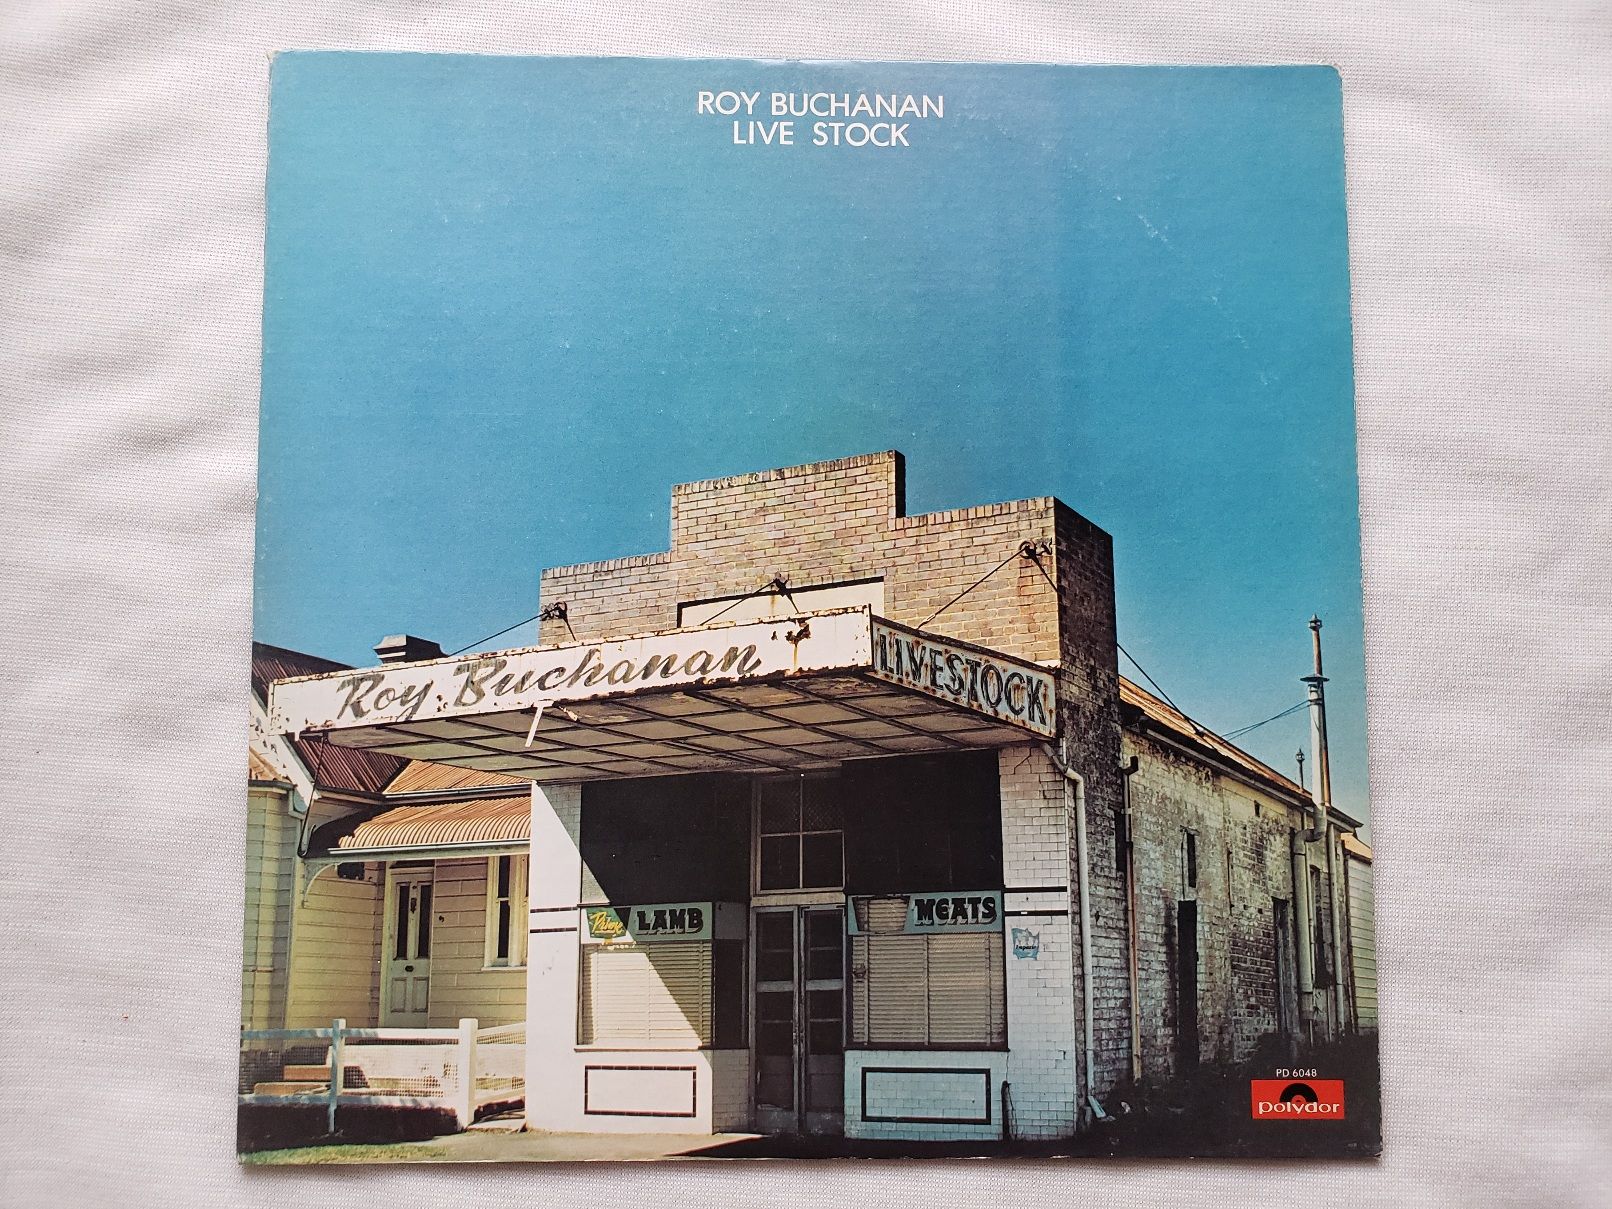 ROY BUCHANAN
LIVE STOCK
Roy Buchanan
LIVESTOCK
LAMB
MEATS
PD 6048
polydor